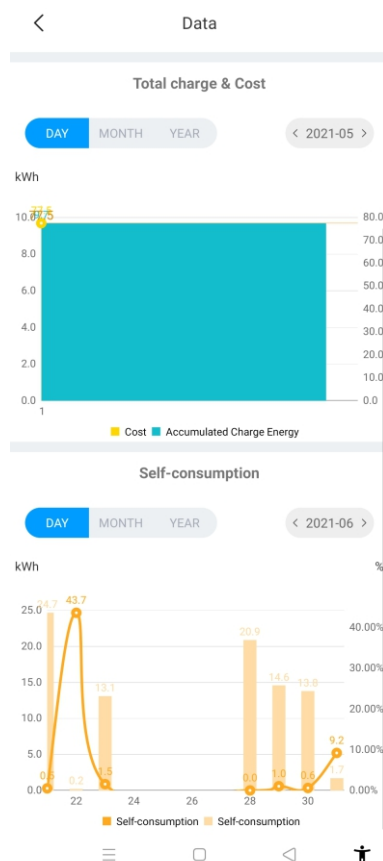 Data
Total charge & Cost
DAY MONTH YEAR
2021-05
kWh
77.5
10.0 80.0
70.0
8.0
60.0
50.0
6.0
40.0
4.0
30.0
20.0
2.0
10.0
0.0 0.0
1
Cost Accumulated Charge Energy
Self-consumption
DAY MONTH YEAR
2021-06
kWh %
24.7 43.7
25.0
40.00%
20.9
20.0
30.00%
14.6
15.0
13.1 13.8
20.00%
10.0
9.2
10.00%
5.0
0.2 1.5 0.0 1.0 0.6 1.7
0.0 0.00%
22 24 26 28 30
Self-consumption Self-consumption